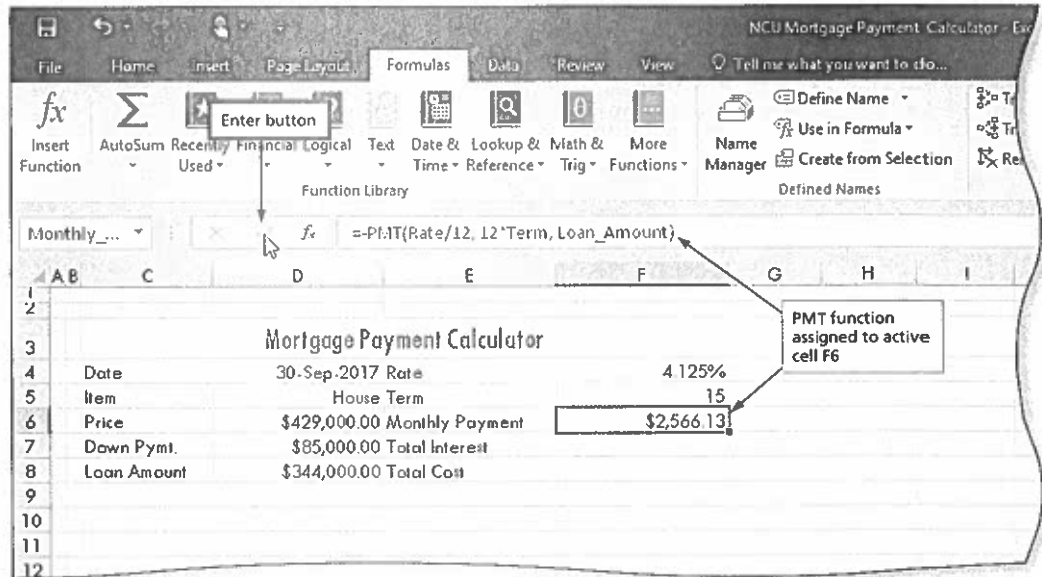 NCU Mortgage Payment Calculator - Exc
File Home Insert Page Layout Formulas Data Review View Tell me what you want to do...
fx Insert Function
AutoSum
Recently Used
Financial
Logical
Text
Date & Time
Lookup & Reference
Math & Trig
More Functions
Enter button
Function Library
Name Manager
Define Name
Use in Formula
Create from Selection
Defined Names
Monthly_... fx =-PMT(Rate/12, 12*Term, Loan_Amount)
A B C D E F G H I
1
2
3 Mortgage Payment Calculator
4 Date 30-Sep-2017 Rate 4.125%
5 Item House Term 15
6 Price $429,000.00 Monthly Payment $2,566.13
7 Down Pymt. $85,000.00 Total Interest
8 Loan Amount $344,000.00 Total Cost
9
10
11
12
PMT function
assigned to active
cell F6